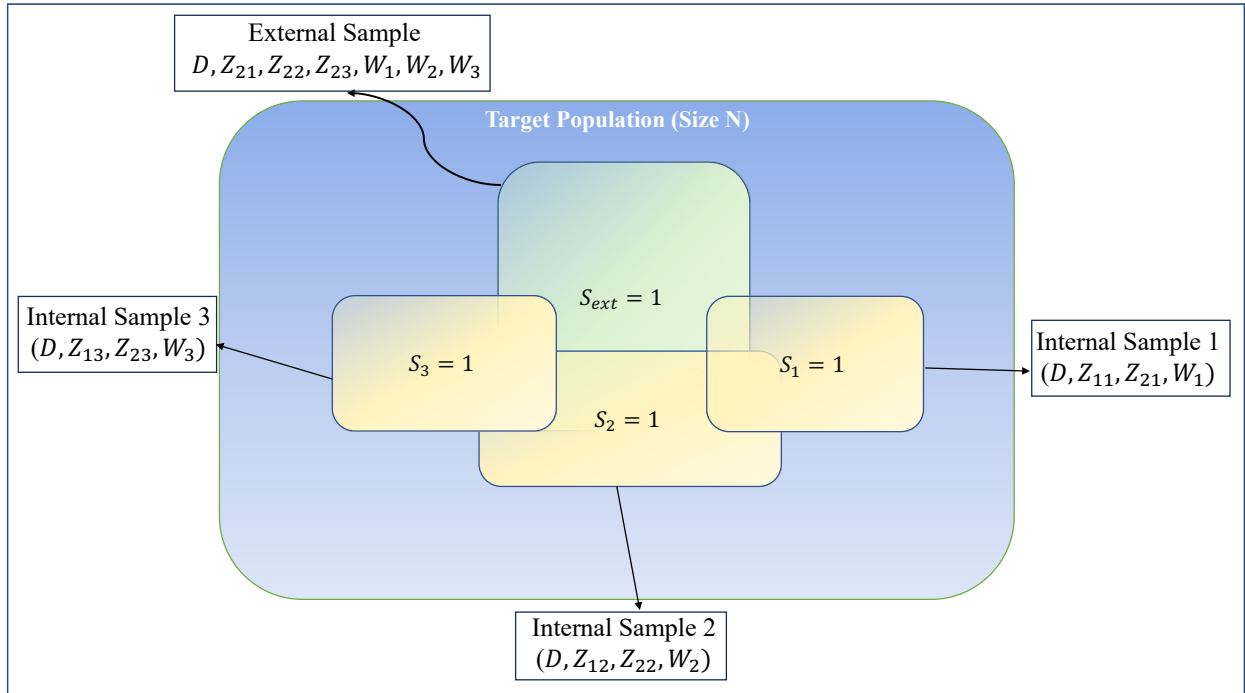 External Sample
D, Z₂₁, Z₂₂, Z₂₃, W₁, W₂, W₃
Target Population (Size N)
S_ext = 1
Internal Sample 3
(D, Z₁₃, Z₂₃, W₃)
S₃ = 1
S₁ = 1
Internal Sample 1
(D, Z₁₁, Z₂₁, W₁)
S₂ = 1
Internal Sample 2
(D, Z₁₂, Z₂₂, W₂)